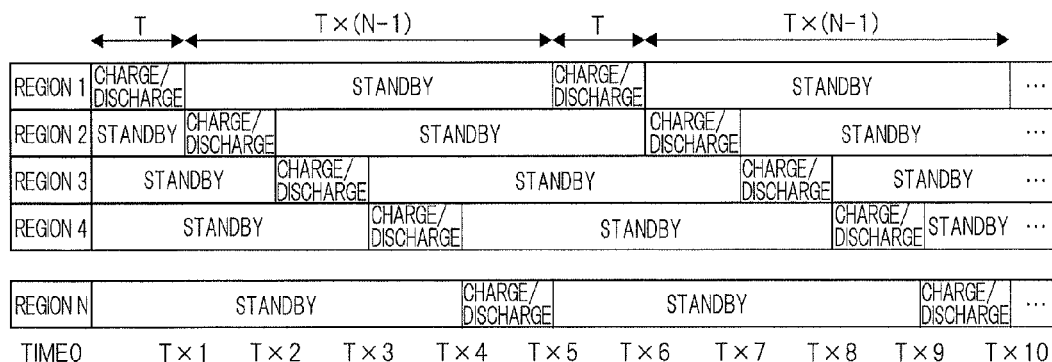 T T×(N-1) T T×(N-1)
REGION 1 CHARGE/DISCHARGE STANDBY CHARGE/DISCHARGE STANDBY ...
REGION 2 STANDBY CHARGE/DISCHARGE STANDBY CHARGE/DISCHARGE STANDBY ...
REGION 3 STANDBY CHARGE/DISCHARGE STANDBY CHARGE/DISCHARGE STANDBY ...
REGION 4 STANDBY CHARGE/DISCHARGE STANDBY CHARGE/DISCHARGE STANDBY ...
REGION N STANDBY CHARGE/DISCHARGE STANDBY CHARGE/DISCHARGE ...
TIME0 T×1 T×2 T×3 T×4 T×5 T×6 T×7 T×8 T×9 T×10